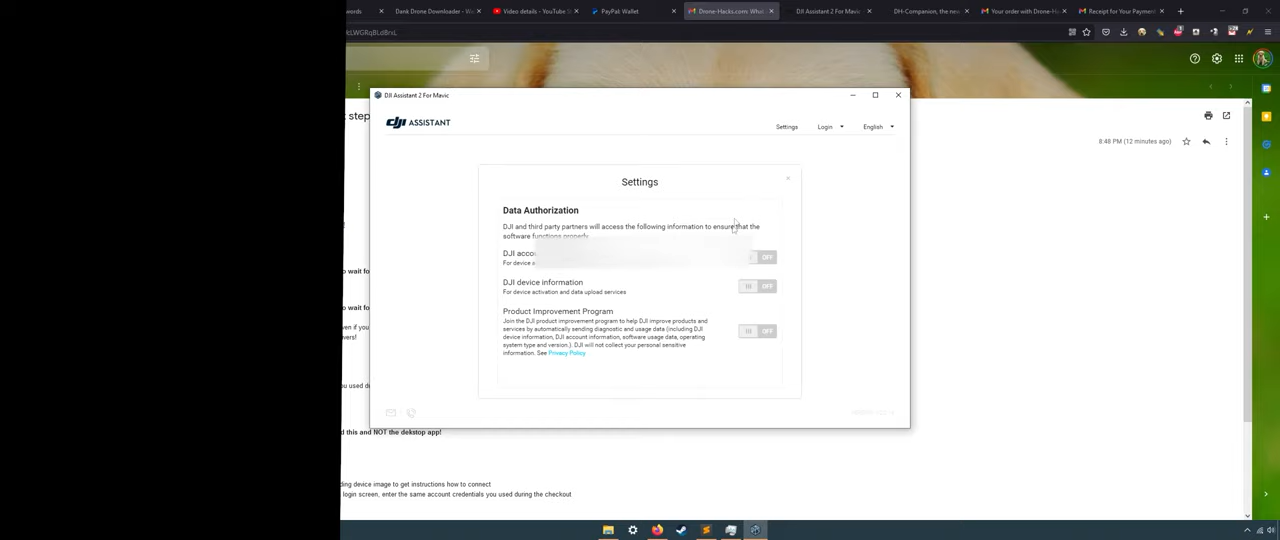 Dank Drone Downloader
Video details - YouTube
PayPal: Wallet
Drone-Hacks.com:
DJI Assistant 2 For Mavic
DH-Companion, the new
Your order with Drone-
Receipt for Your Payment
DJI Assistant 2 For Mavic
dji ASSISTANT
Settings
Login
English
8:48 PM (12 minutes ago)
Settings
Data Authorization
DJI and third party partners will access the following information to ensure that the
software functions properly.
DJI
OFF
For device
DJI device information
OFF
For device activation and data upload services
Product Improvement Program
Join the DJI product improvement program to help DJI improve products and
services by automatically sending diagnostic and usage data (including DJI
device information, DJI account information, software usage data, operating
system type and version.). DJI will not collect your personal sensitive
information. See Privacy Policy
OFF
d this and NOT the dekstop app!
ding device image to get instructions how to connect
login screen, enter the same account credentials you used during the checkout